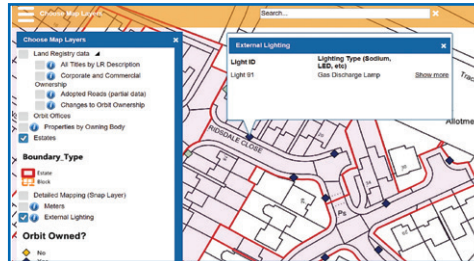 Choose Map Layers
Search...
×
Choose Map Layers ×
Land Registry data
All Titles by LR Description
Corporate and Commercial
Ownership
Adopted Roads (partial data)
Changes to Orbit Ownership
Orbit Offices
Properties by Owning Body
Estates
Boundary_Type
Estate
Block
Detailed Mapping (Snap Layer)
Meters
External Lighting
Orbit Owned?
No
External Lighting ×
Light ID
Lighting Type (Sodium,
LED, etc)
Light 81 Gas Discharge Lamp Show more
RIDSDALE CLOSE
Allotme
Ps